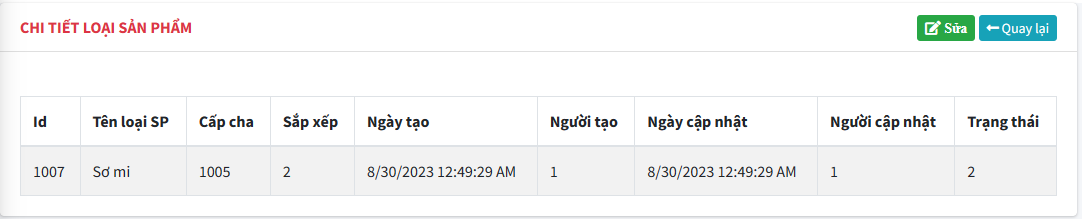 CHI TIẾT LOẠI SẢN PHẨM Sửa Quay lại
Id Tên loại SP Cấp cha Sắp xếp Ngày tạo Người tạo Ngày cập nhật Người cập nhật Trạng thái
1007 Sơ mi 1005 2 8/30/2023 12:49:29 AM 1 8/30/2023 12:49:29 AM 1 2